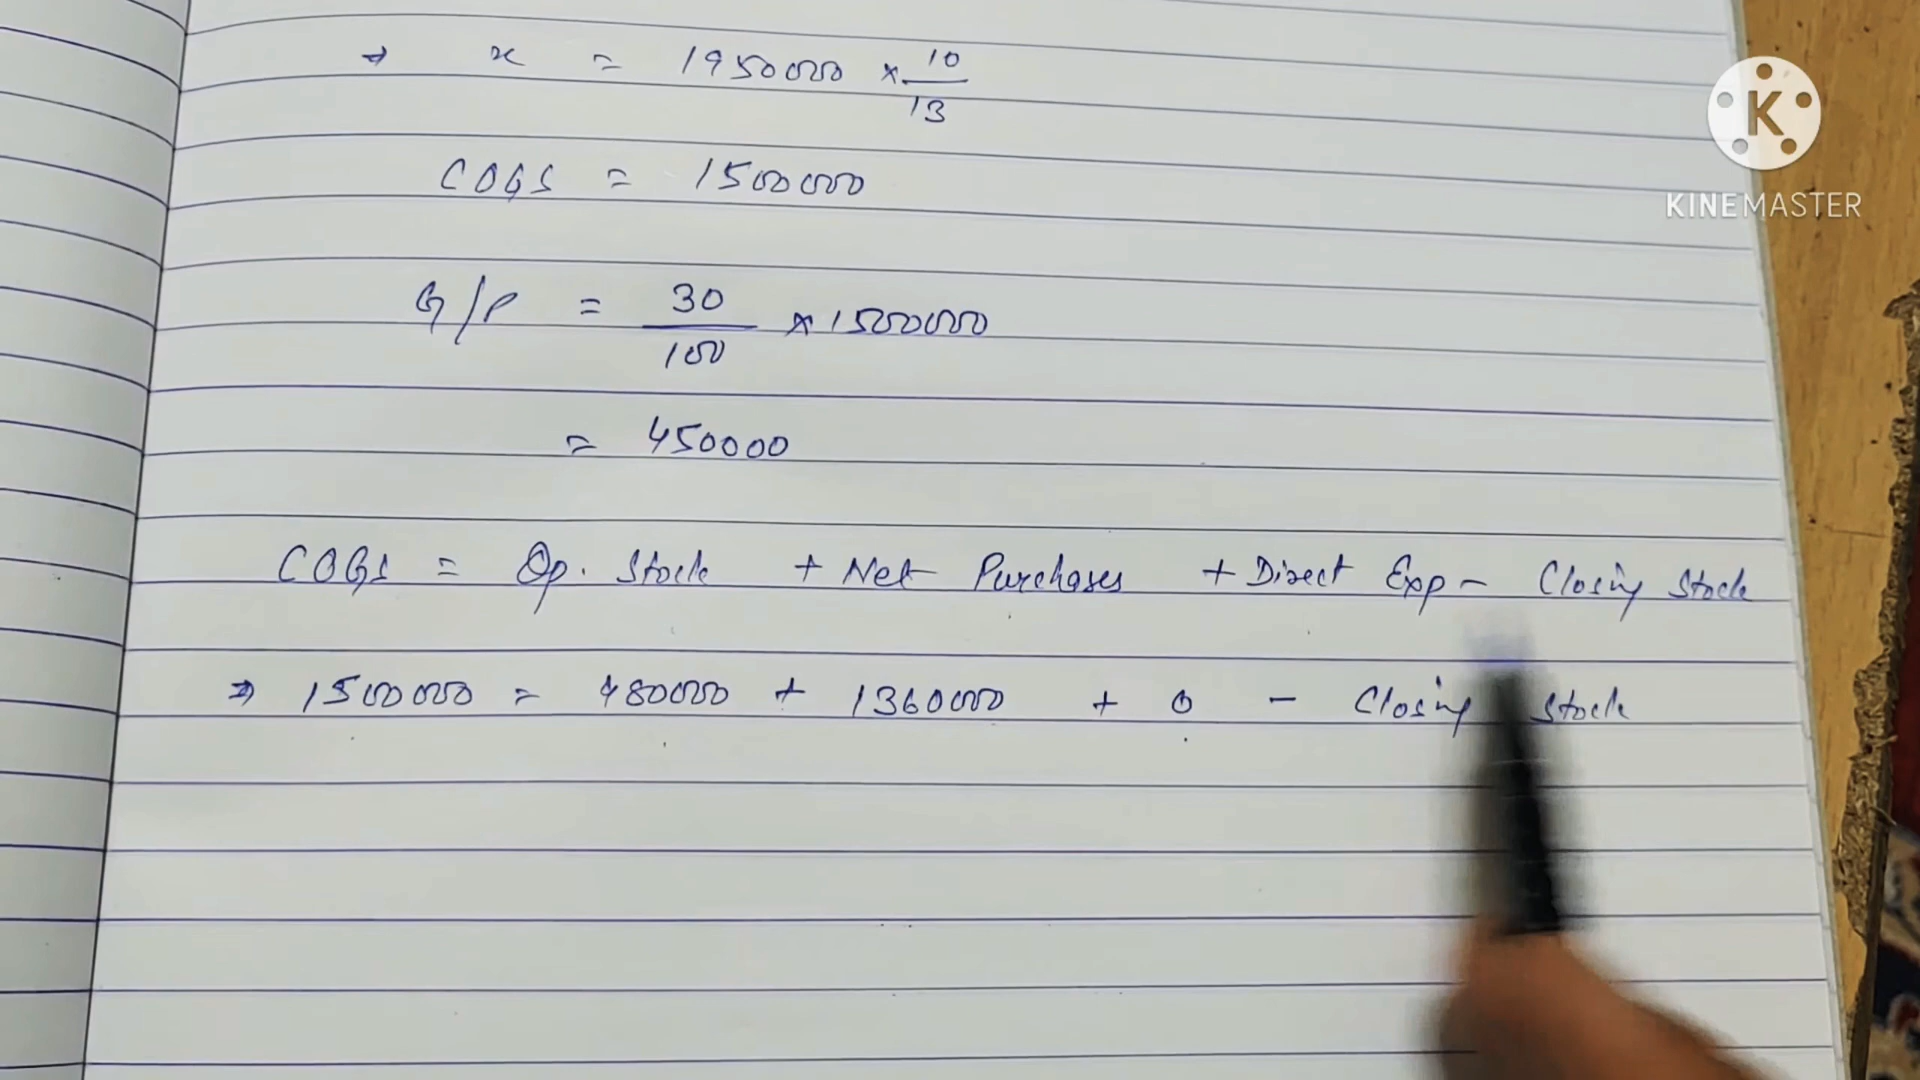 ⇒ x = 1950000 × 10/13
COGS = 1500000
G/P = 30/100 × 1500000
= 450000
COGS = Op. Stock + Net Purchases + Direct Exp - Closing Stock
⇒ 1500000 = 480000 + 1360000 + 0 - Closing Stock
K
KINEMASTER